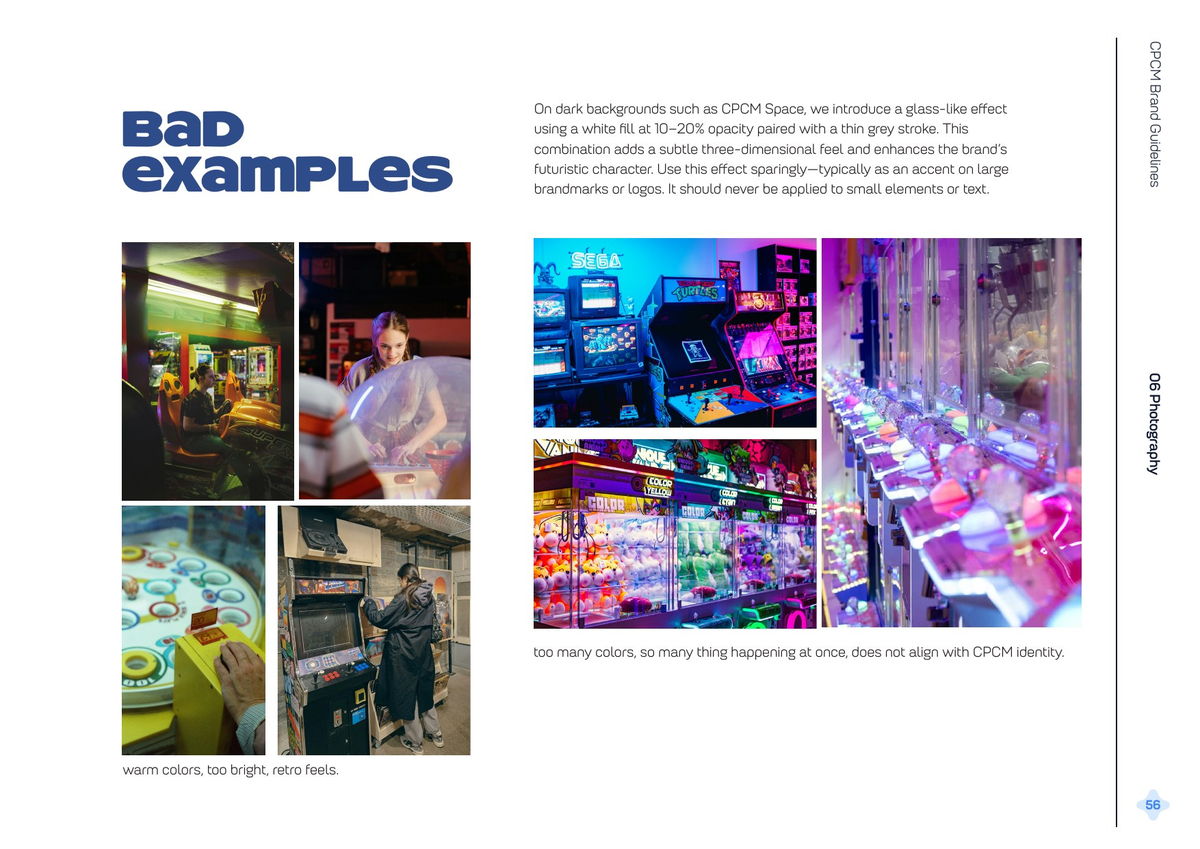 Bad
examples
On dark backgrounds such as CPCM Space, we introduce a glass-like effect
using a white fill at 10–20% opacity paired with a thin grey stroke. This
combination adds a subtle three-dimensional feel and enhances the brand's
futuristic character. Use this effect sparingly—typically as an accent on large
brandmarks or logos. It should never be applied to small elements or text.
SEGA
TURTLES
COLOR
YELLOW
COLOR
COLOR
COLOR
too many colors, so many thing happening at once, does not align with CPCM identity.
warm colors, too bright, retro feels.
CPCM Brand Guidelines
06 Photography
56